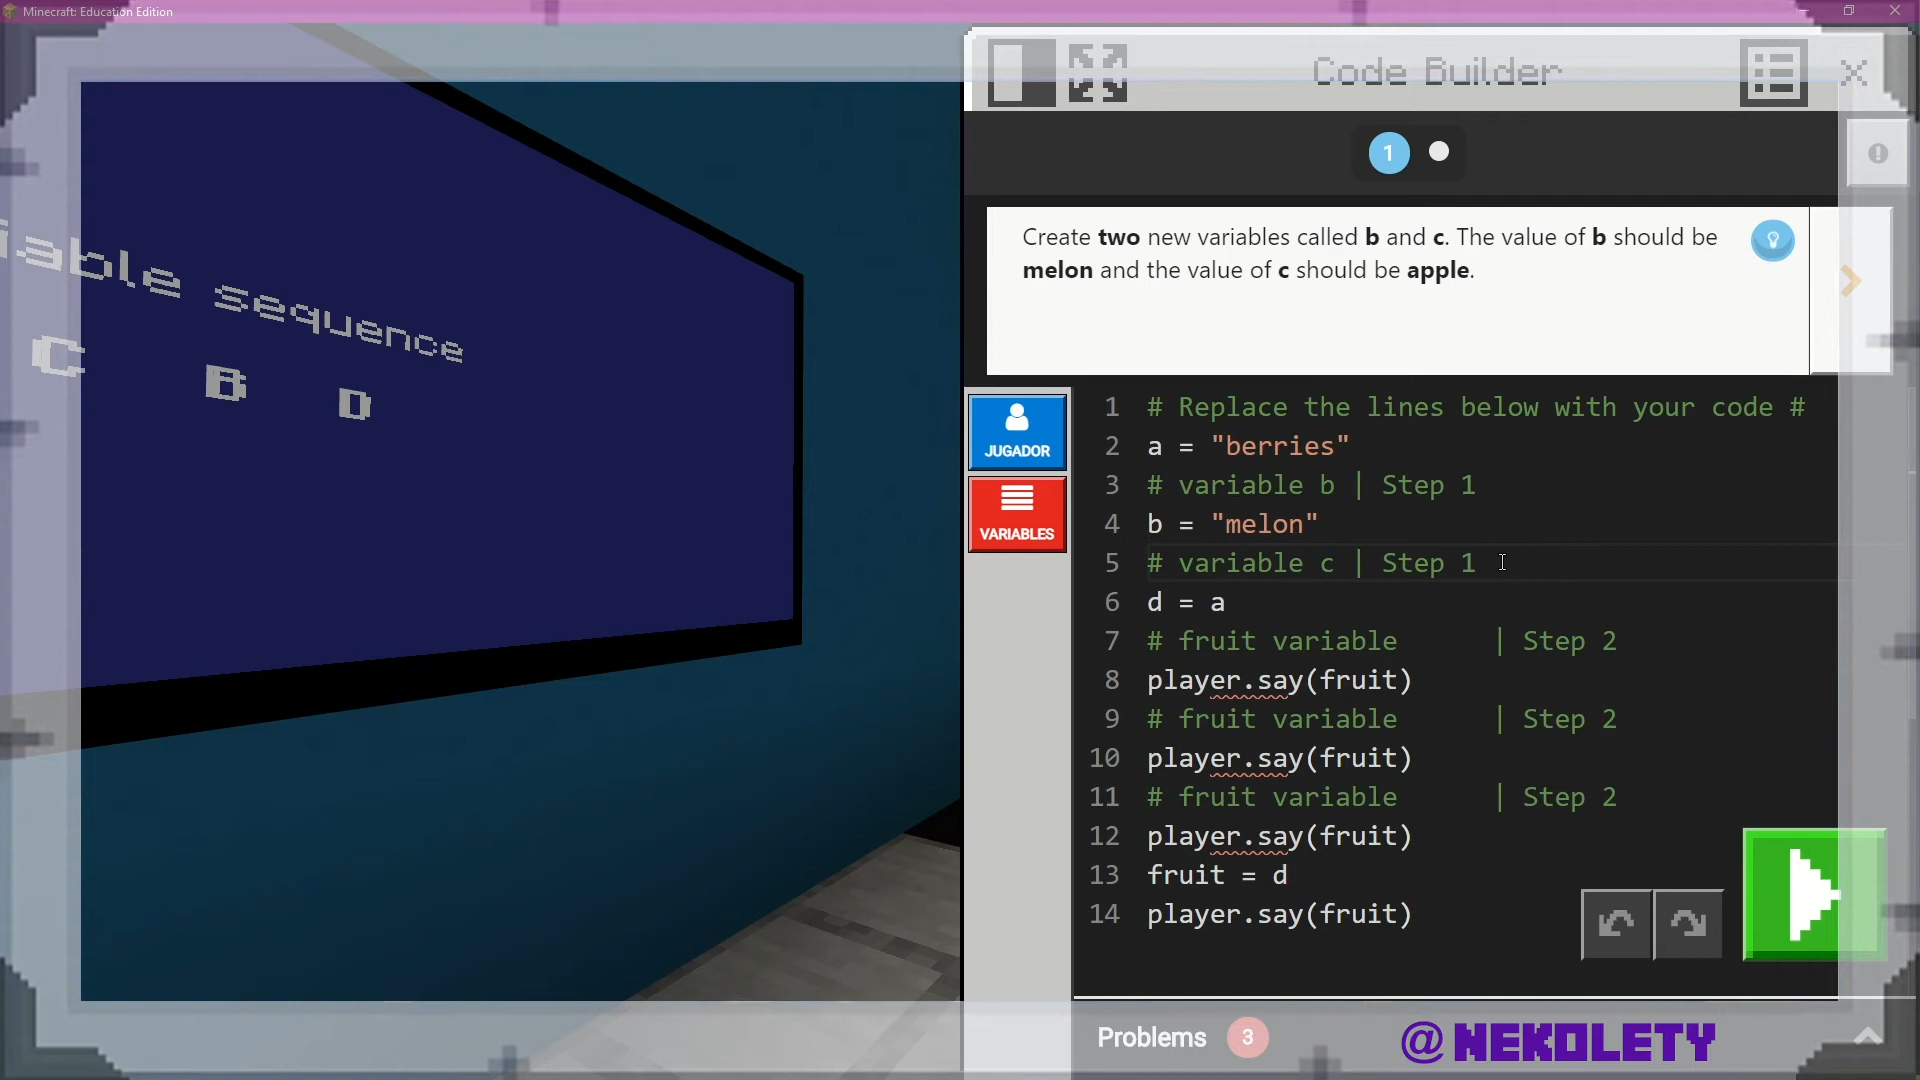 Minecraft: Education Edition
iable sequence
C B D
Code Builder
1
Create two new variables called b and c. The value of b should be
melon and the value of c should be apple.
JUGADOR
VARIABLES
1 # Replace the lines below with your code #
2 a = "berries"
3 # variable b | Step 1
4 b = "melon"
5 # variable c | Step 1
6 d = a
7 # fruit variable | Step 2
8 player.say(fruit)
9 # fruit variable | Step 2
10 player.say(fruit)
11 # fruit variable | Step 2
12 player.say(fruit)
13 fruit = d
14 player.say(fruit)
Problems 3
@NEKOLETY